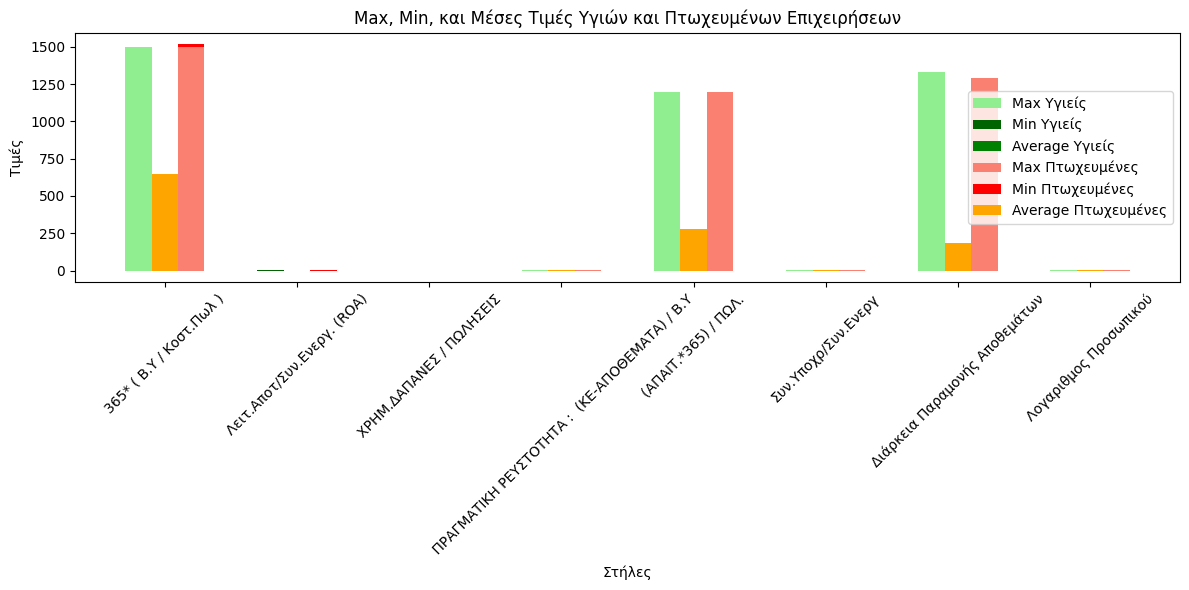 Max, Min, και Μέσες Τιμές Υγιών και Πτωχευμένων Επιχειρήσεων
Τιμές
1500
1250
1000
750
500
250
0
Max Υγιείς
Min Υγιείς
Average Υγιείς
Max Πτωχευμένες
Min Πτωχευμένες
Average Πτωχευμένες
365* ( Β.Υ / Κοστ.Πωλ )
Λειτ.Αποτ/Συν.Ενεργ. (ROA)
ΧΡΗΜ.ΔΑΠΑΝΕΣ / ΠΩΛΗΣΕΙΣ
ΠΡΑΓΜΑΤΙΚΗ ΡΕΥΣΤΟΤΗΤΑ :  (ΚΕ-ΑΠΟΘΕΜΑΤΑ) / Β.Υ
(ΑΠΑΙΤ.*365) / ΠΩΛ.
Συν.Υποχρ/Συν.Ενεργ
Διάρκεια Παραμονής Αποθεμάτων
Λογαριθμος Προσωπικού
Στήλες